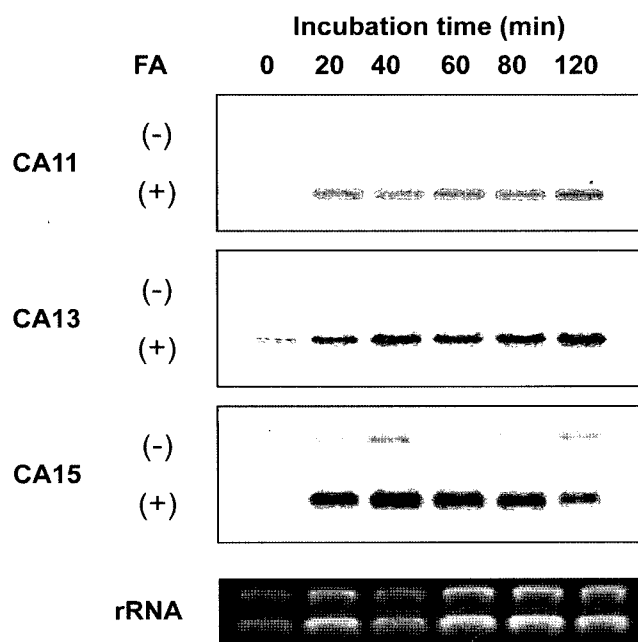 Incubation time (min)
FA 0 20 40 60 80 120
(-)
CA11
(+)
(-)
CA13
(+)
(-)
CA15
(+)
rRNA